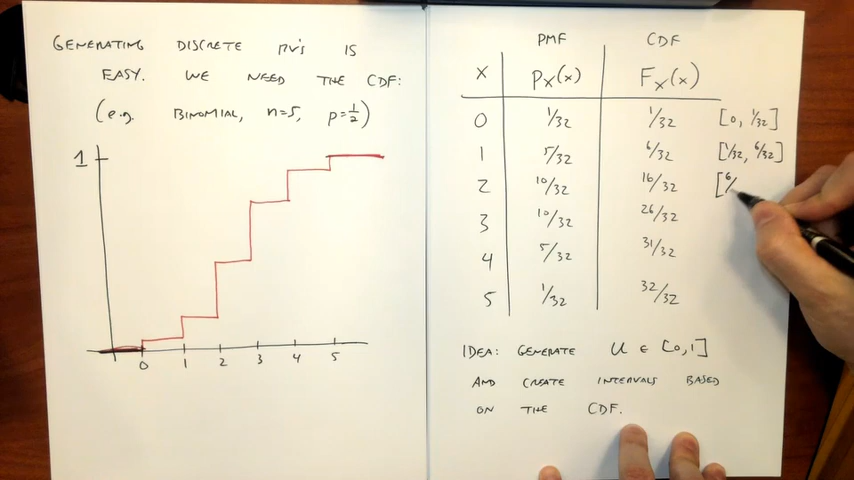 GENERATING DISCRETE RV'S IS
EASY. WE NEED THE CDF:
(e.g. BINOMIAL, n=5, p=1/2)
1
0 1 2 3 4 5
PMF CDF
x p_X(x) F_X(x)
0 1/32 1/32 [0, 1/32]
1 5/32 6/32 [1/32, 6/32]
2 10/32 16/32 [6/
3 10/32 26/32
4 5/32 31/32
5 1/32 32/32
IDEA: GENERATE U ∈ [0,1]
AND CREATE INTERVALS BASED
ON THE CDF.